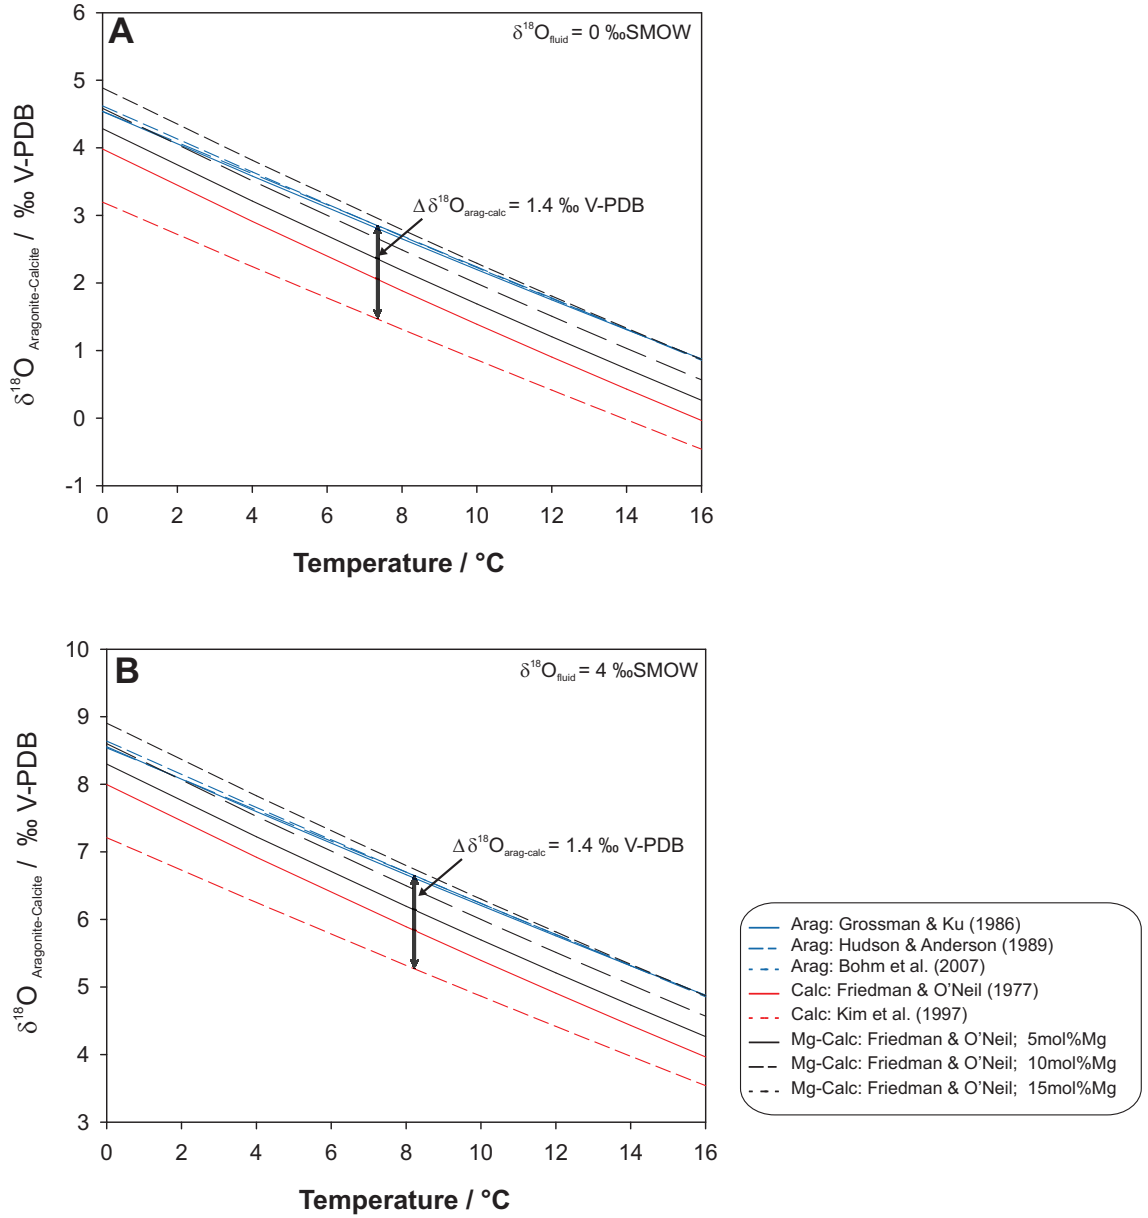 A
δ18Ofluid = 0 ‰SMOW
6
5
4
3
2
1
0
-1
δ18O Aragonite-Calcite / ‰ V-PDB
Δδ18Oarag-calc = 1.4 ‰ V-PDB
0 2 4 6 8 10 12 14 16
Temperature / °C
B
δ18Ofluid = 4 ‰SMOW
10
9
8
7
6
5
4
3
δ18O Aragonite-Calcite / ‰ V-PDB
Δδ18Oarag-calc = 1.4 ‰ V-PDB
0 2 4 6 8 10 12 14 16
Temperature / °C
Arag: Grossman & Ku (1986)
Arag: Hudson & Anderson (1989)
Arag: Bohm et al. (2007)
Calc: Friedman & O'Neil (1977)
Calc: Kim et al. (1997)
Mg-Calc: Friedman & O'Neil; 5mol%Mg
Mg-Calc: Friedman & O'Neil; 10mol%Mg
Mg-Calc: Friedman & O'Neil; 15mol%Mg